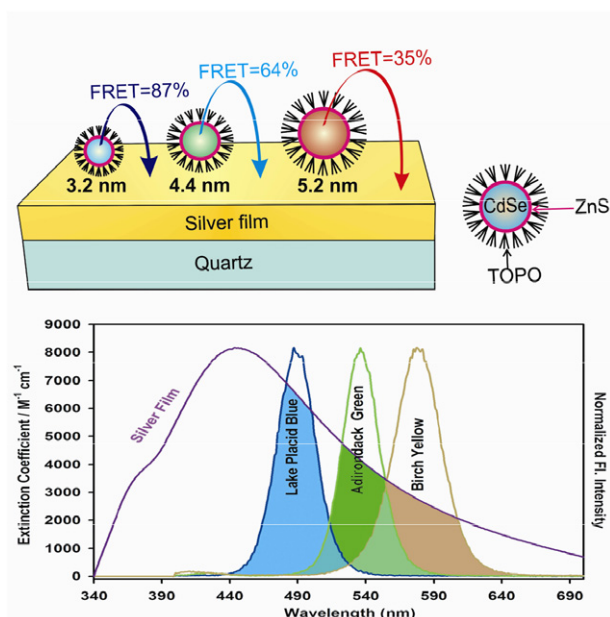 FRET=87%
FRET=64%
FRET=35%
3.2 nm
4.4 nm
5.2 nm
Silver film
Quartz
CdSe
ZnS
TOPO
9000
8000
7000
6000
5000
4000
3000
2000
1000
0
Extinction Coefficient / M⁻¹ cm⁻¹
Silver Film
Lake Placid Blue
Adirondack Green
Birch Yellow
Normalized Fl. Intensity
340 390 440 490 540 590 640 690
Wavelength (nm)